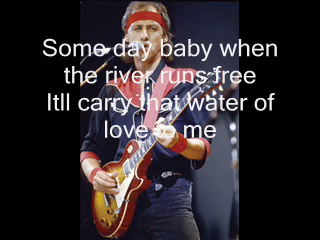 Some day baby when
the river runs free
Itll carry that water of
love to me